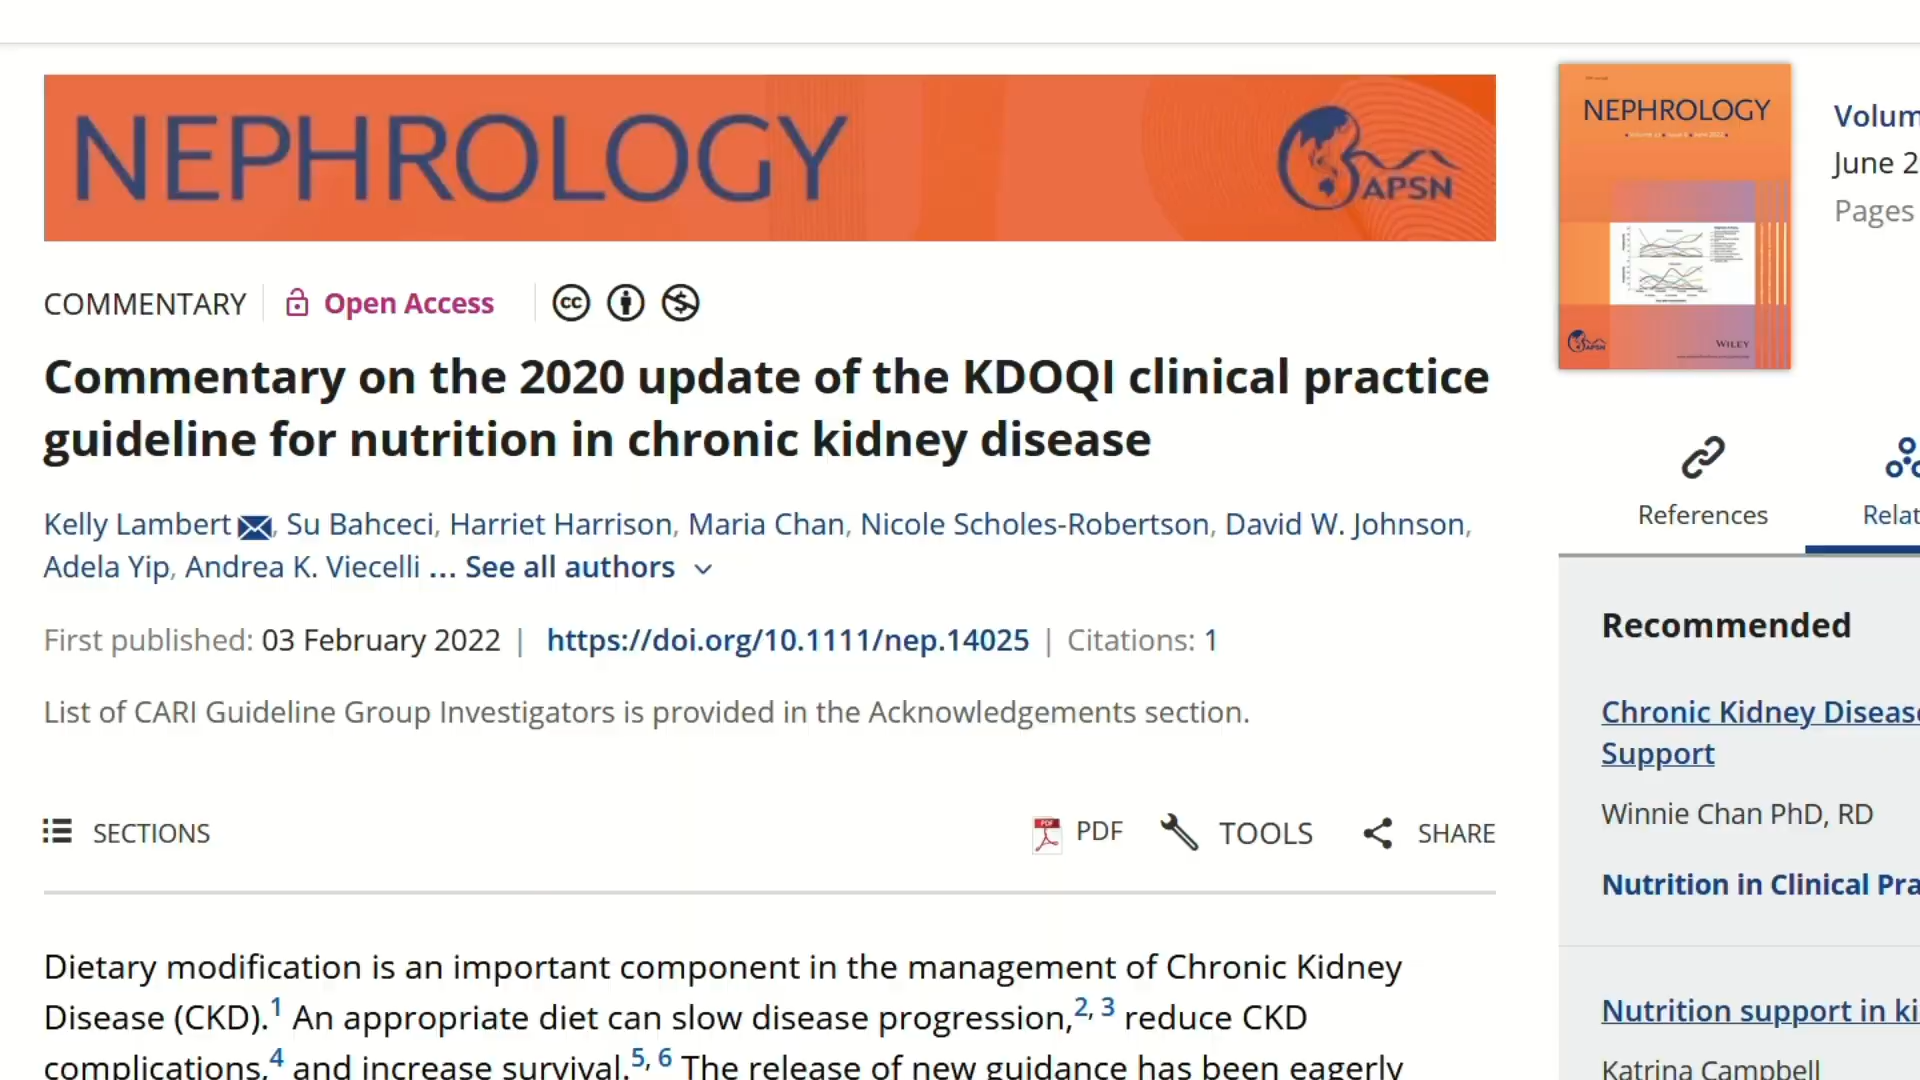 NEPHROLOGY
APSN
COMMENTARY
Open Access
cc
Commentary on the 2020 update of the KDOQI clinical practice
guideline for nutrition in chronic kidney disease
Kelly Lambert, Su Bahceci, Harriet Harrison, Maria Chan, Nicole Scholes-Robertson, David W. Johnson,
Adela Yip, Andrea K. Viecelli ... See all authors
First published: 03 February 2022 | https://doi.org/10.1111/nep.14025 | Citations: 1
List of CARI Guideline Group Investigators is provided in the Acknowledgements section.
SECTIONS
PDF
TOOLS
SHARE
Dietary modification is an important component in the management of Chronic Kidney
Disease (CKD).1 An appropriate diet can slow disease progression,2, 3 reduce CKD
complications,4 and increase survival.5, 6 The release of new guidance has been eagerly
NEPHROLOGY
APSN
WILEY
Volum
June 2
Pages
References
Relat
Recommended
Chronic Kidney Disease
Support
Winnie Chan PhD, RD
Nutrition in Clinical Pra
Nutrition support in ki
Katrina Campbell